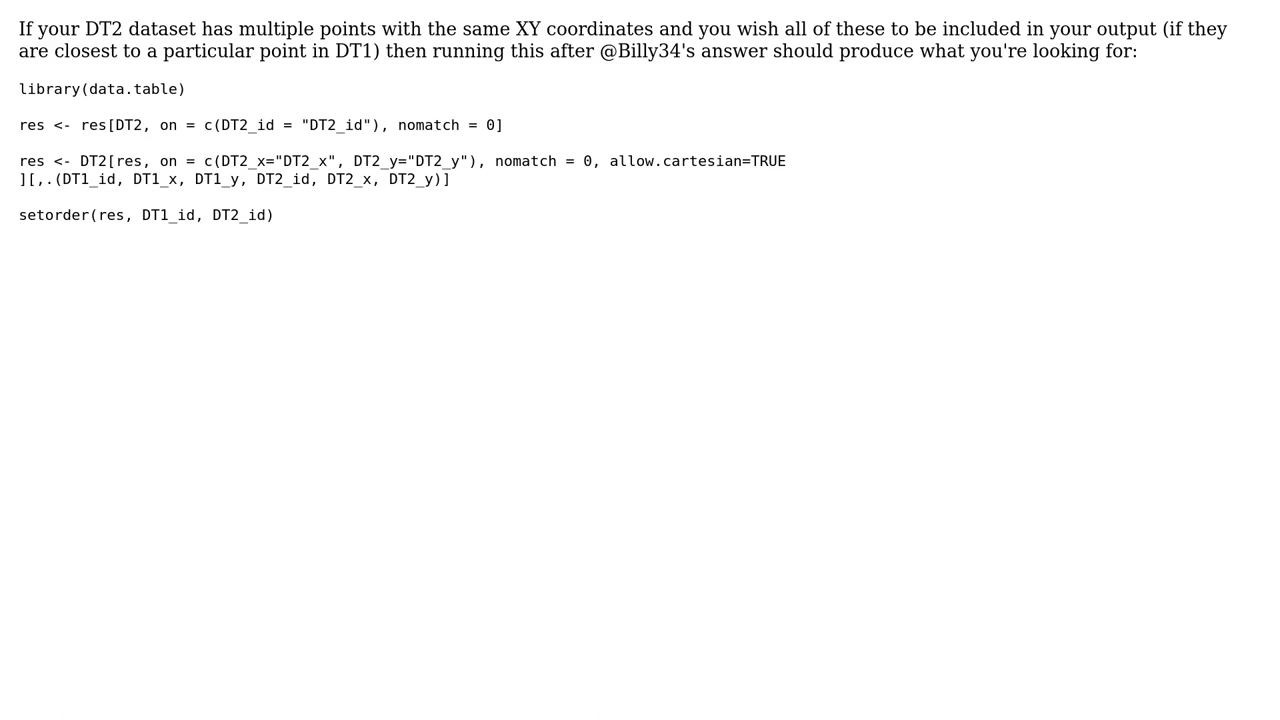 If your DT2 dataset has multiple points with the same XY coordinates and you wish all of these to be included in your output (if they
are closest to a particular point in DT1) then running this after @Billy34's answer should produce what you're looking for:
library(data.table)
res <- res[DT2, on = c(DT2_id = "DT2_id"), nomatch = 0]
res <- DT2[res, on = c(DT2_x="DT2_x", DT2_y="DT2_y"), nomatch = 0, allow.cartesian=TRUE
][,.(DT1_id, DT1_x, DT1_y, DT2_id, DT2_x, DT2_y)]
setorder(res, DT1_id, DT2_id)